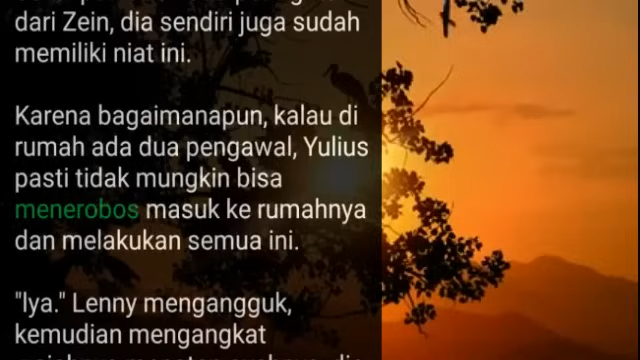 dari Zein, dia sendiri juga sudah
memiliki niat ini.
Karena bagaimanapun, kalau di
rumah ada dua pengawal, Yulius
pasti tidak mungkin bisa
menerobos masuk ke rumahnya
dan melakukan semua ini.
"Iya." Lenny mengangguk,
kemudian mengangkat